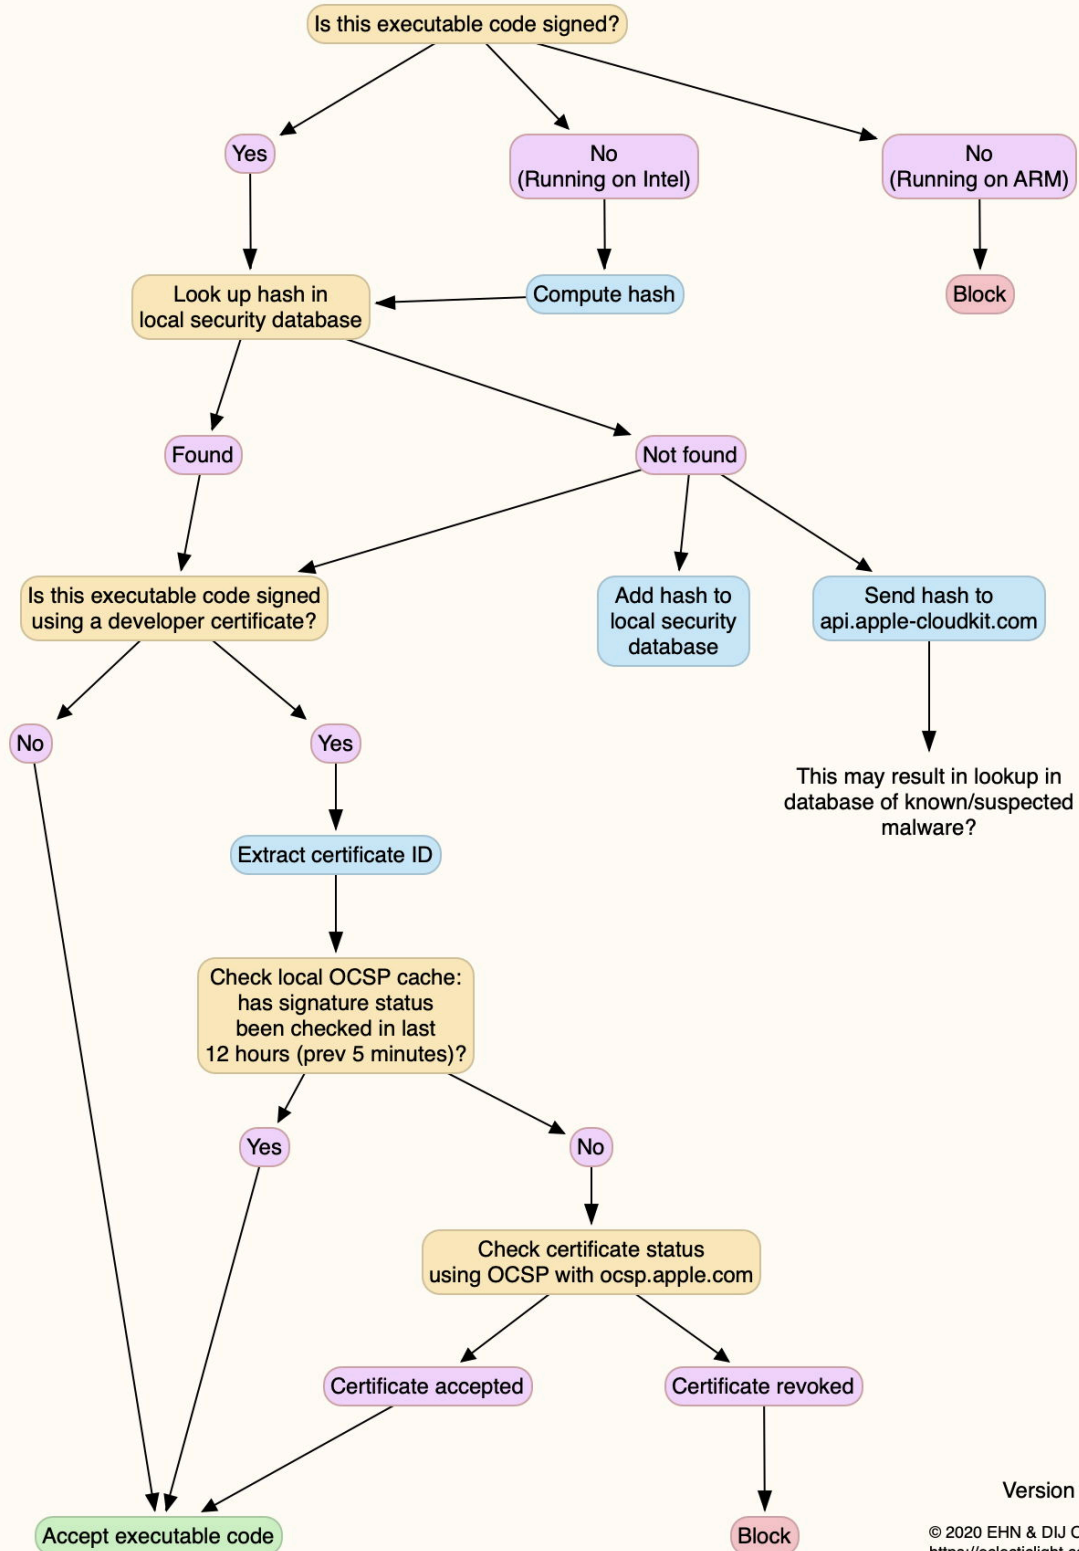 Is this executable code signed?
Yes
No
(Running on Intel)
No
(Running on ARM)
Look up hash in
local security database
Compute hash
Block
Found
Not found
Is this executable code signed
using a developer certificate?
Add hash to
local security
database
Send hash to
api.apple-cloudkit.com
No
Yes
This may result in lookup in
database of known/suspected
malware?
Extract certificate ID
Check local OCSP cache:
has signature status
been checked in last
12 hours (prev 5 minutes)?
Yes
No
Check certificate status
using OCSP with ocsp.apple.com
Certificate accepted
Certificate revoked
Version
Accept executable code
Block
© 2020 EHN & DIJ